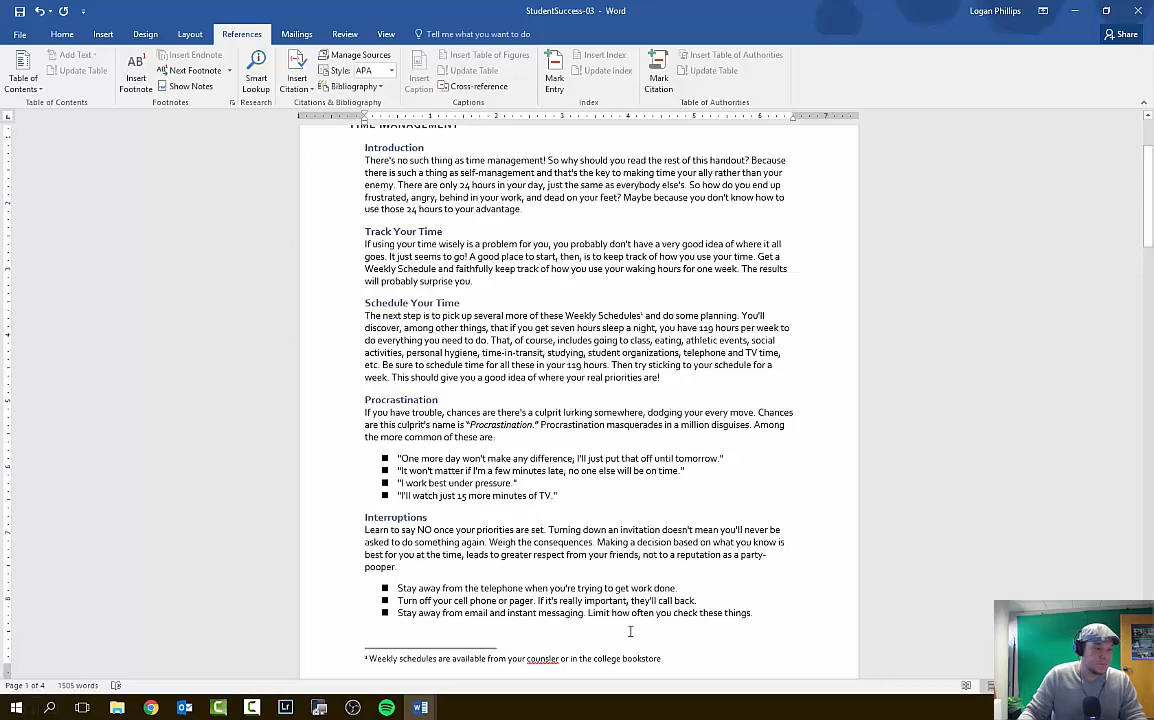 StudentSuccess-03 - Word
Logan Phillips
File Home Insert Design Layout References Mailings Review View Tell me what you want to do
Share
Table of Contents
Add Text
Update Table
Table of Contents
Insert Footnote
Insert Endnote
Next Footnote
Show Notes
Footnotes
Smart Lookup
Research
Insert Citation
Manage Sources
Style: APA
Bibliography
Citations & Bibliography
Insert Caption
Insert Table of Figures
Update Table
Cross-reference
Captions
Mark Entry
Insert Index
Update Index
Index
Mark Citation
Insert Table of Authorities
Update Table
Table of Authorities
TIME MANAGEMENT
Introduction
There's no such thing as time management! So why should you read the rest of this handout? Because
there is such a thing as self-management and that's the key to making time your ally rather than your
enemy. There are only 24 hours in your day, just the same as everybody else's. So how do you end up
frustrated, angry, behind in your work, and dead on your feet? Maybe because you don't know how to
use those 24 hours to your advantage.
Track Your Time
If using your time wisely is a problem for you, you probably don't have a very good idea of where it all
goes. It just seems to go! A good place to start, then, is to keep track of how you use your time. Get a
Weekly Schedule and faithfully keep track of how you use your waking hours for one week. The results
will probably surprise you.
Schedule Your Time
The next step is to pick up several more of these Weekly Schedules¹ and do some planning. You'll
discover, among other things, that if you get seven hours sleep a night, you have 119 hours per week to
do everything you need to do. That, of course, includes going to class, eating, athletic events, social
activities, personal hygiene, time-in-transit, studying, student organizations, telephone and TV time,
etc. Be sure to schedule time for all these in your 119 hours. Then try sticking to your schedule for a
week. This should give you a good idea of where your real priorities are!
Procrastination
If you have trouble, chances are there's a culprit lurking somewhere, dodging your every move. Chances
are this culprit's name is "Procrastination." Procrastination masquerades in a million disguises. Among
the more common of these are:
■ "One more day won't make any difference; I'll just put that off until tomorrow."
■ "It won't matter if I'm a few minutes late; no one else will be on time."
■ "I work best under pressure."
■ "I'll watch just 15 more minutes of TV."
Interruptions
Learn to say NO once your priorities are set. Turning down an invitation doesn't mean you'll never be
asked to do something again. Weigh the consequences. Making a decision based on what you know is
best for you at the time, leads to greater respect from your friends, not to a reputation as a party-
pooper.
■ Stay away from the telephone when you're trying to get work done.
■ Turn off your cell phone or pager. If it's really important, they'll call back.
■ Stay away from email and instant messaging. Limit how often you check these things.
¹ Weekly schedules are available from your counsler or in the college bookstore
Page 1 of 4 1505 words